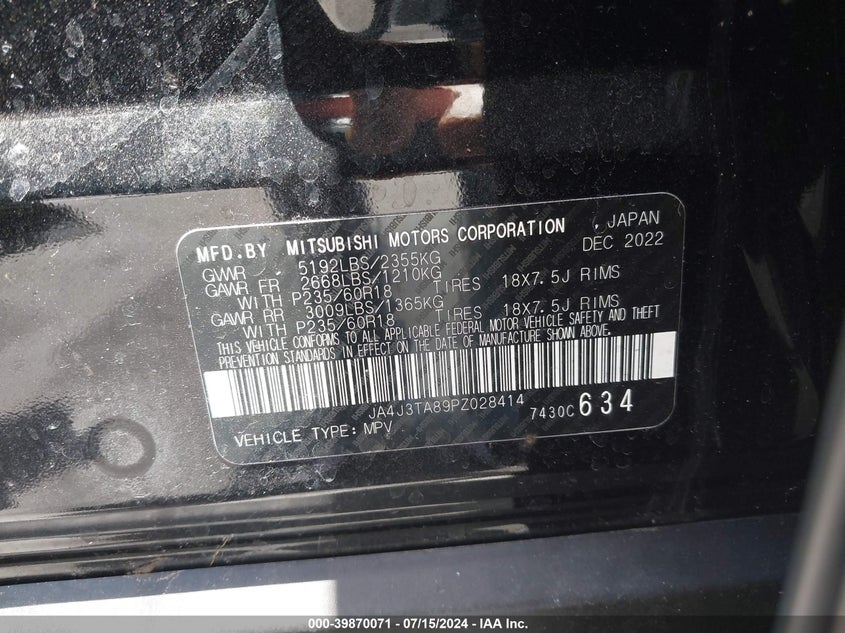 MFD.BY MITSUBISHI MOTORS CORPORATION , JAPAN
GVWR 5192LBS/2355KG DEC 2022
GAWR FR 2668LBS/1210KG
WITH P235/60R18 TIRES 18X7.5J RIMS
GAWR RR 3009LBS/1365KG
WITH P235/60R18 TIRES 18X7.5J RIMS
THIS VEHICLE CONFORMS TO ALL APPLICABLE FEDERAL MOTOR VEHICLE SAFETY AND THEFT
PREVENTION STANDARDS IN EFFECT ON THE DATE OF MANUFACTURE SHOWN ABOVE.
JA4J3TA89PZ028414
7430C 634
VEHICLE TYPE: MPV
000-39870071 / 07/15/2024 - IAA Inc.